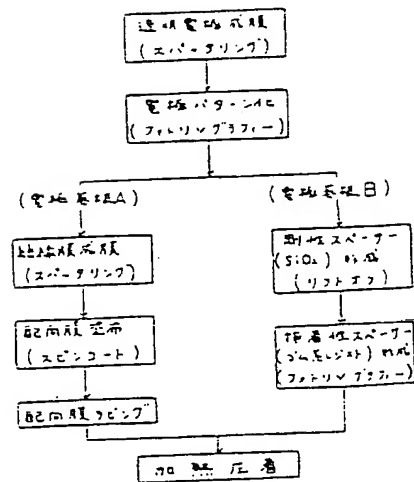 透明電極成膜
(スパータリング)
電極パターン化
(フォトリソグラフィー)
(電極基板A)
(電極基板B)
絶縁膜成膜
(スパータリング)
剛性スペーサー
(SiO₂) 形成
(リフトオフ)
配向膜塗布
(スピンコート)
接着性スペーサー
(ゴム系レジスト) 形成
(フォトリソグラフィー)
配向膜ラビング
加熱圧着